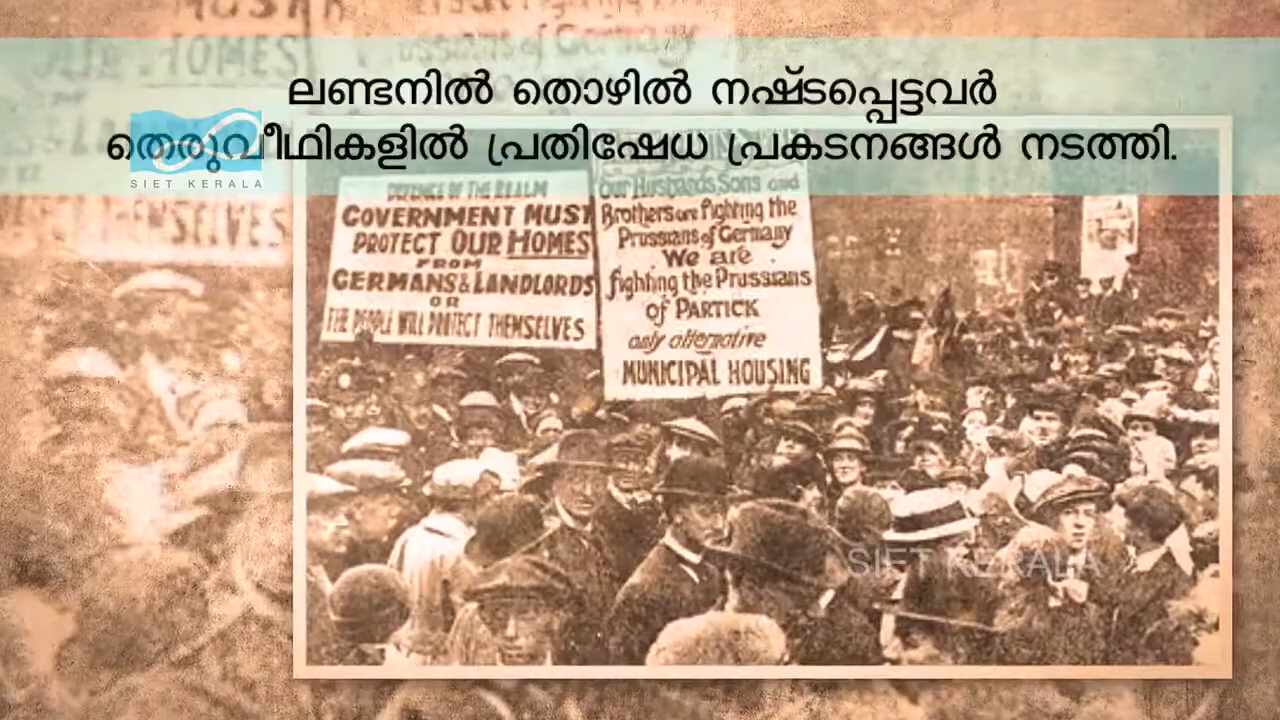 ലണ്ടനിൽ തൊഴിൽ നഷ്ടപ്പെട്ടവർ
തെരുവീഥികളിൽ പ്രതിഷേധ പ്രകടനങ്ങൾ നടത്തി.
SIET KERALA
DEFENCE OF THE REALM
GOVERNMENT MUST
PROTECT OUR HOMES
FROM
GERMANS & LANDLORDS
OR
THE PEOPLE WILL PROTECT THEMSELVES
Our Husbands, Sons and
Brothers are fighting the
Prussians of Germany
We are
fighting the Prussians
of PARTICK
only alternative
MUNICIPAL HOUSING
SIET KERALA